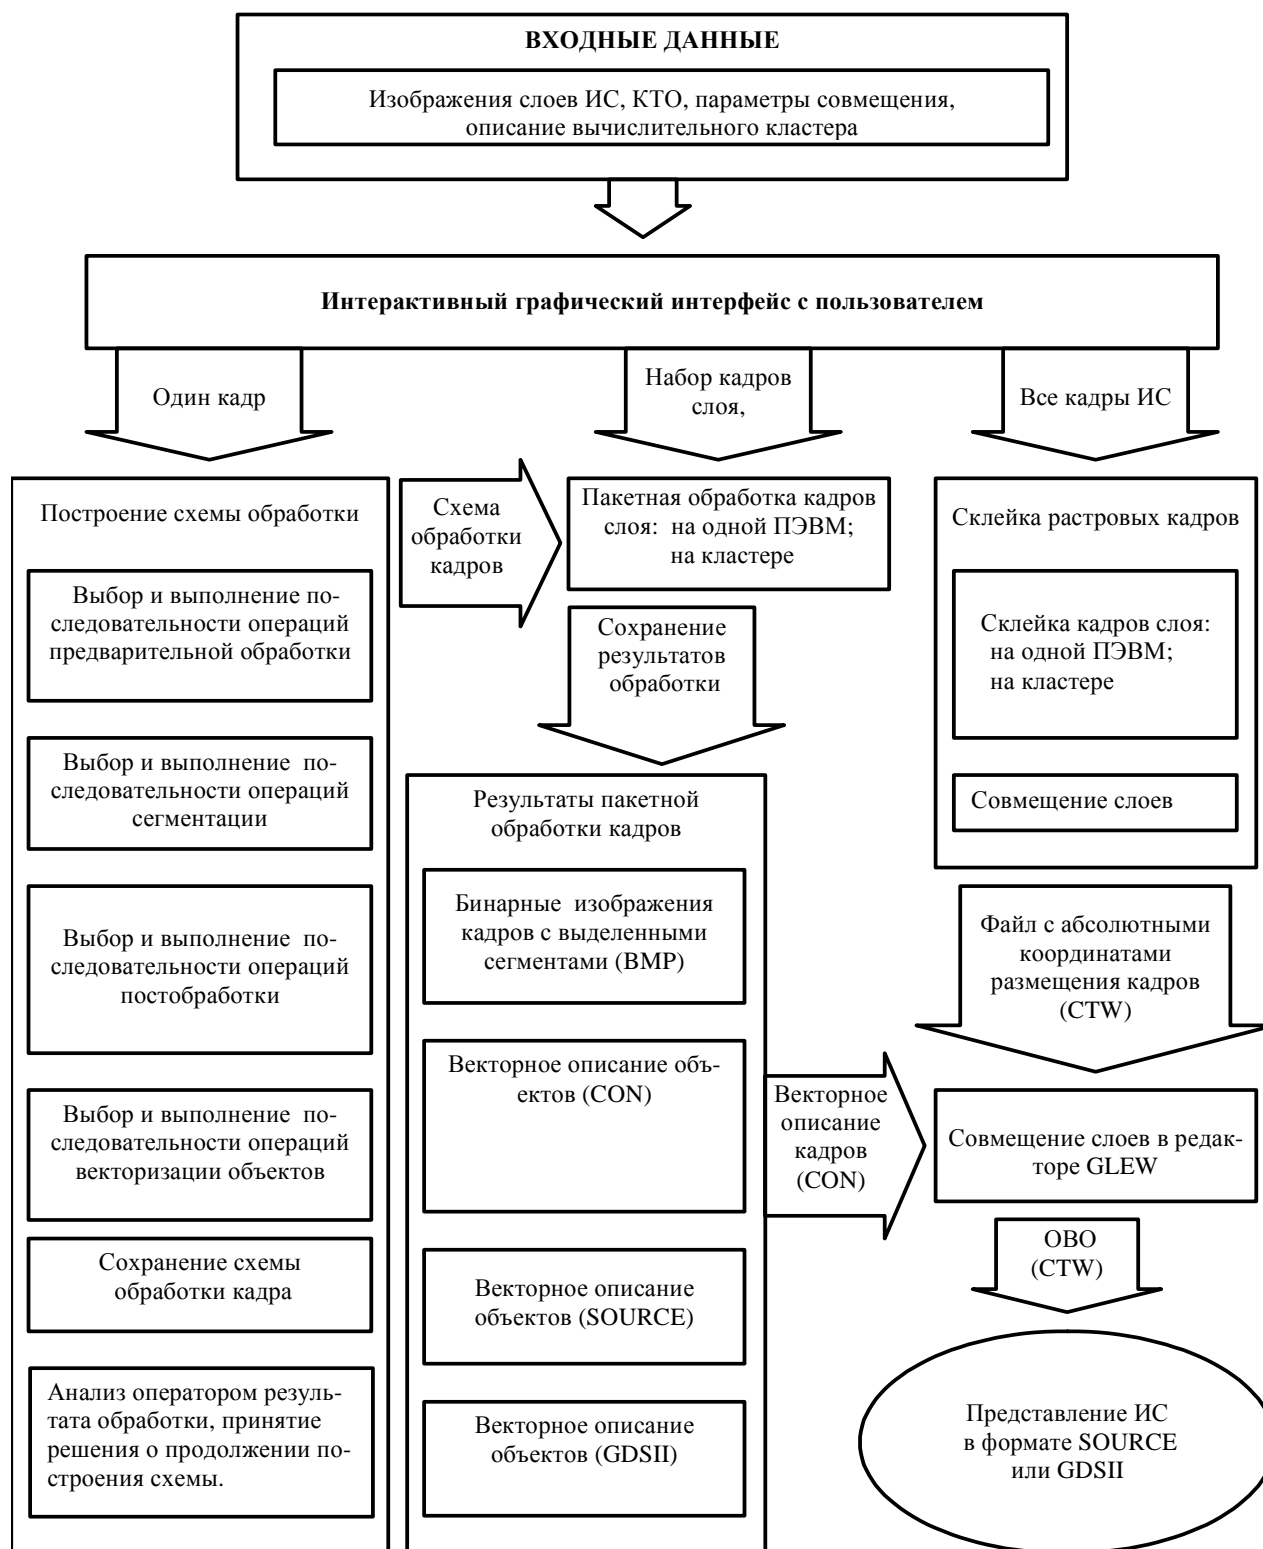 ВХОДНЫЕ ДАННЫЕ
Изображения слоев ИС, КТО, параметры совмещения,
описание вычислительного кластера
Интерактивный графический интерфейс с пользователем
Один кадр
Набор кадров
слоя,
Все кадры ИС
Построение схемы обработки
Выбор и выполнение по-
следовательности операций
предварительной обработки
Выбор и выполнение по-
следовательности операций
сегментации
Выбор и выполнение по-
следовательности операций
постобработки
Выбор и выполнение по-
следовательности операций
векторизации объектов
Сохранение схемы
обработки кадра
Анализ оператором резуль-
тата обработки, принятие
решения о продолжении по-
строения схемы.
Схема
обработки
кадров
Пакетная обработка кадров
слоя: на одной ПЭВМ;
на кластере
Сохранение
результатов
обработки
Результаты пакетной
обработки кадров
Бинарные изображения
кадров с выделенными
сегментами (BMP)
Векторное описание объ-
ектов (CON)
Векторное описание
объектов (SOURCE)
Векторное описание
объектов (GDSII)
Векторное
описание
кадров
(CON)
Склейка растровых кадров
Склейка кадров слоя:
на одной ПЭВМ;
на кластере
Совмещение слоев
Файл с абсолютными
координатами
размещения кадров
(CTW)
Совмещение слоев в редак-
торе GLEW
ОВО
(CTW)
Представление ИС
в формате SOURCE
или GDSII